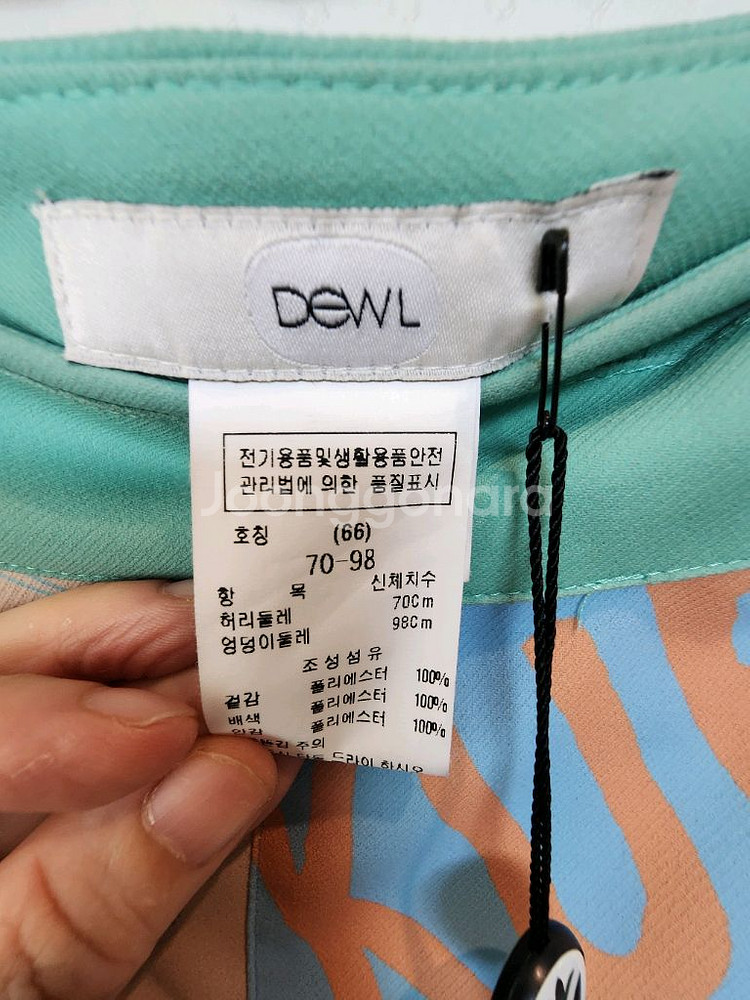 DEWL
전기용품및생활용품안전
관리법에 의한 품질표시
Joonggonara
호칭 (66)
70-98
항 목 신체치수
허리둘레 70Cm
엉덩이둘레 98Cm
조성섬유
겉감 폴리에스터 100%
배색 폴리에스터 100%
안감 폴리에스터 100%
주의
드라이 하시오